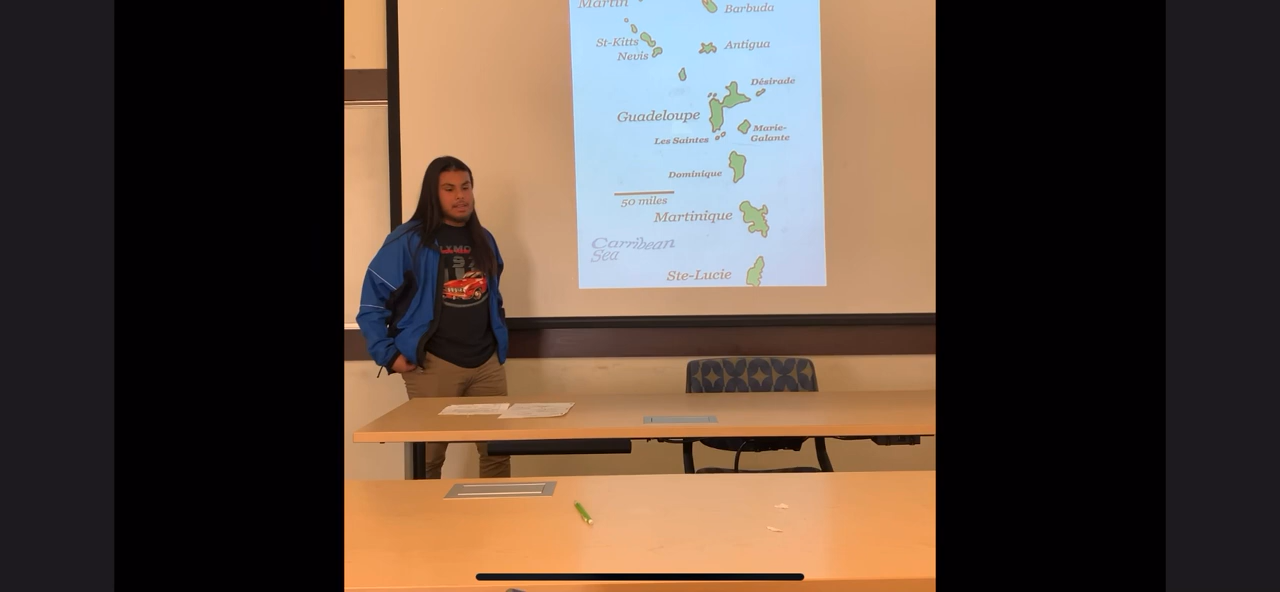 Martin
Barbuda
St-Kitts
Nevis
Antigua
Désirade
Guadeloupe
Marie-
Galante
Les Saintes
Dominique
50 miles
Martinique
Carribean
Sea
Ste-Lucie